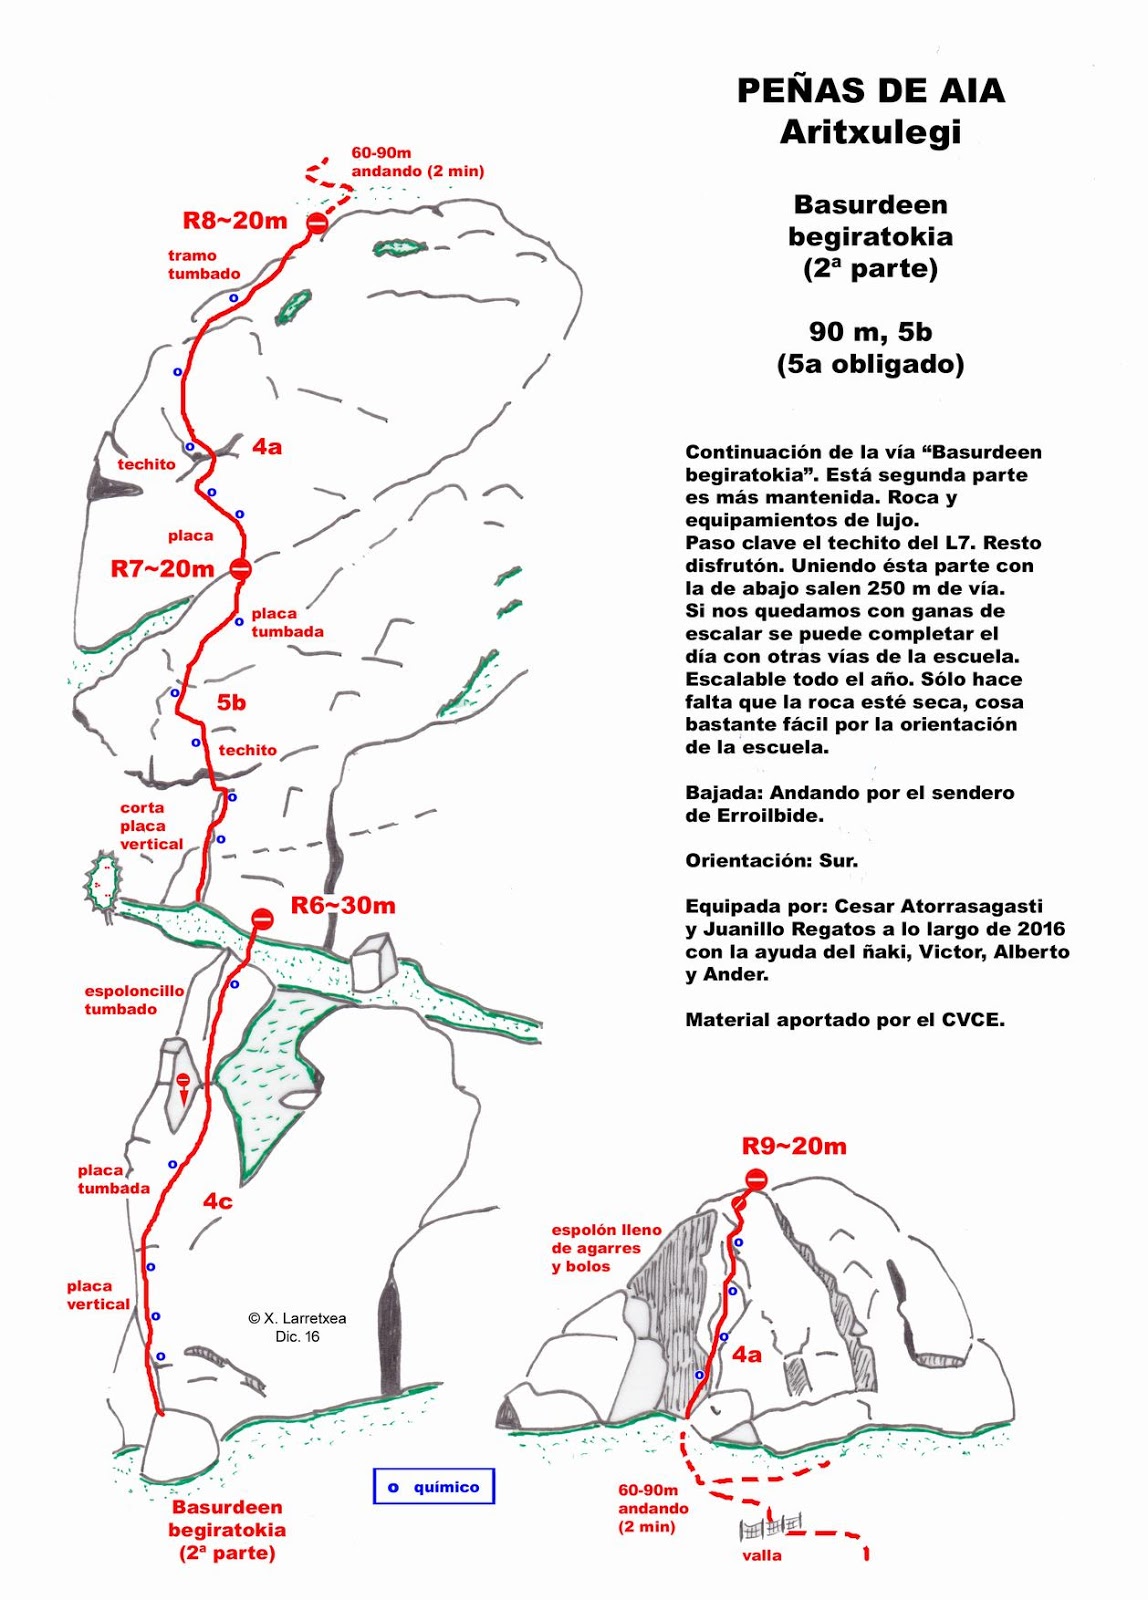 PEÑAS DE AIA
Aritxulegi
Basurdeen
begiratokia
(2ª parte)
90 m, 5b
(5a obligado)
Continuación de la vía “Basurdeen
begiratokia”. Está segunda parte
es más mantenida. Roca y
equipamientos de lujo.
Paso clave el techito del L7. Resto
disfrutón. Uniendo ésta parte con
la de abajo salen 250 m de vía.
Si nos quedamos con ganas de
escalar se puede completar el
día con otras vías de la escuela.
Escalable todo el año. Sólo hace
falta que la roca esté seca, cosa
bastante fácil por la orientación
de la escuela.
Bajada: Andando por el sendero
de Erroilbide.
Orientación: Sur.
Equipada por: Cesar Atorrasagasti
y Juanillo Regatos a lo largo de 2016
con la ayuda del ñaki, Victor, Alberto
y Ander.
Material aportado por el CVCE.
60-90m
andando (2 min)
R8~20m
tramo
tumbado
4a
techito
placa
R7~20m
placa
tumbada
5b
techito
corta
placa
vertical
R6~30m
espoloncillo
tumbado
placa
tumbada
4c
placa
vertical
© X. Larretxea
Dic. 16
o químico
Basurdeen
begiratokia
(2ª parte)
R9~20m
espolón lleno
de agarres
y bolos
4a
60-90m
andando
(2 min)
valla